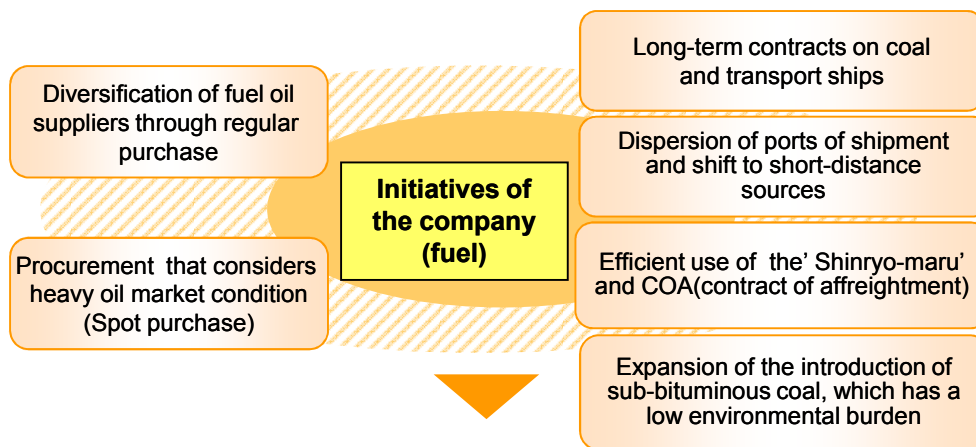 Diversification of fuel oil
suppliers through regular
purchase
Procurement that considers
heavy oil market condition
(Spot purchase)
Initiatives of
the company
(fuel)
Long-term contracts on coal
and transport ships
Dispersion of ports of shipment
and shift to short-distance
sources
Efficient use of the' Shinryo-maru'
and COA(contract of affreightment)
Expansion of the introduction of
sub-bituminous coal, which has a
low environmental burden